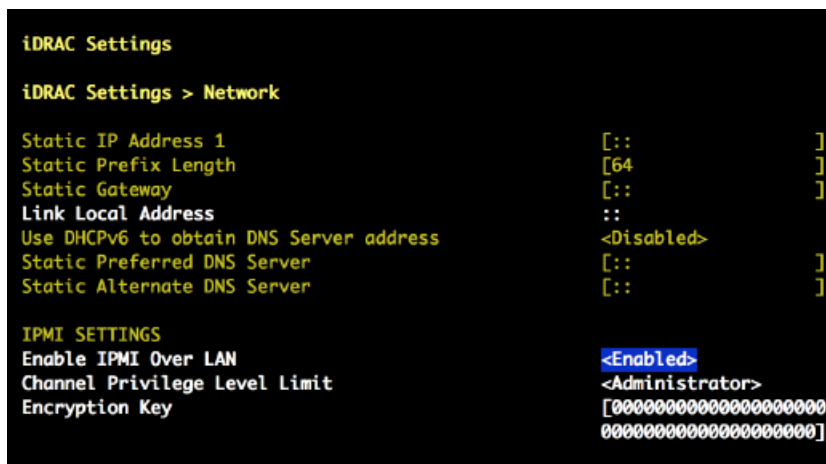 iDRAC Settings
iDRAC Settings > Network
Static IP Address 1 [:: ]
Static Prefix Length [64 ]
Static Gateway [:: ]
Link Local Address ::
Use DHCPv6 to obtain DNS Server address <Disabled>
Static Preferred DNS Server [:: ]
Static Alternate DNS Server [:: ]
IPMI SETTINGS
Enable IPMI Over LAN <Enabled>
Channel Privilege Level Limit <Administrator>
Encryption Key [00000000000000000000
00000000000000000000]